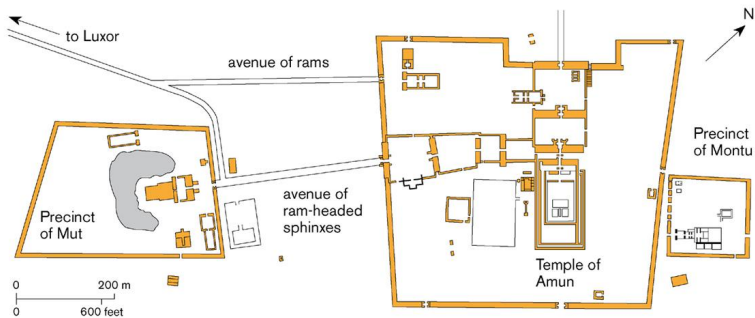 to Luxor
N
avenue of rams
Precinct
of Montu
avenue of
ram-headed
sphinxes
Precinct
of Mut
Temple of
Amun
0 200 m
0 600 feet